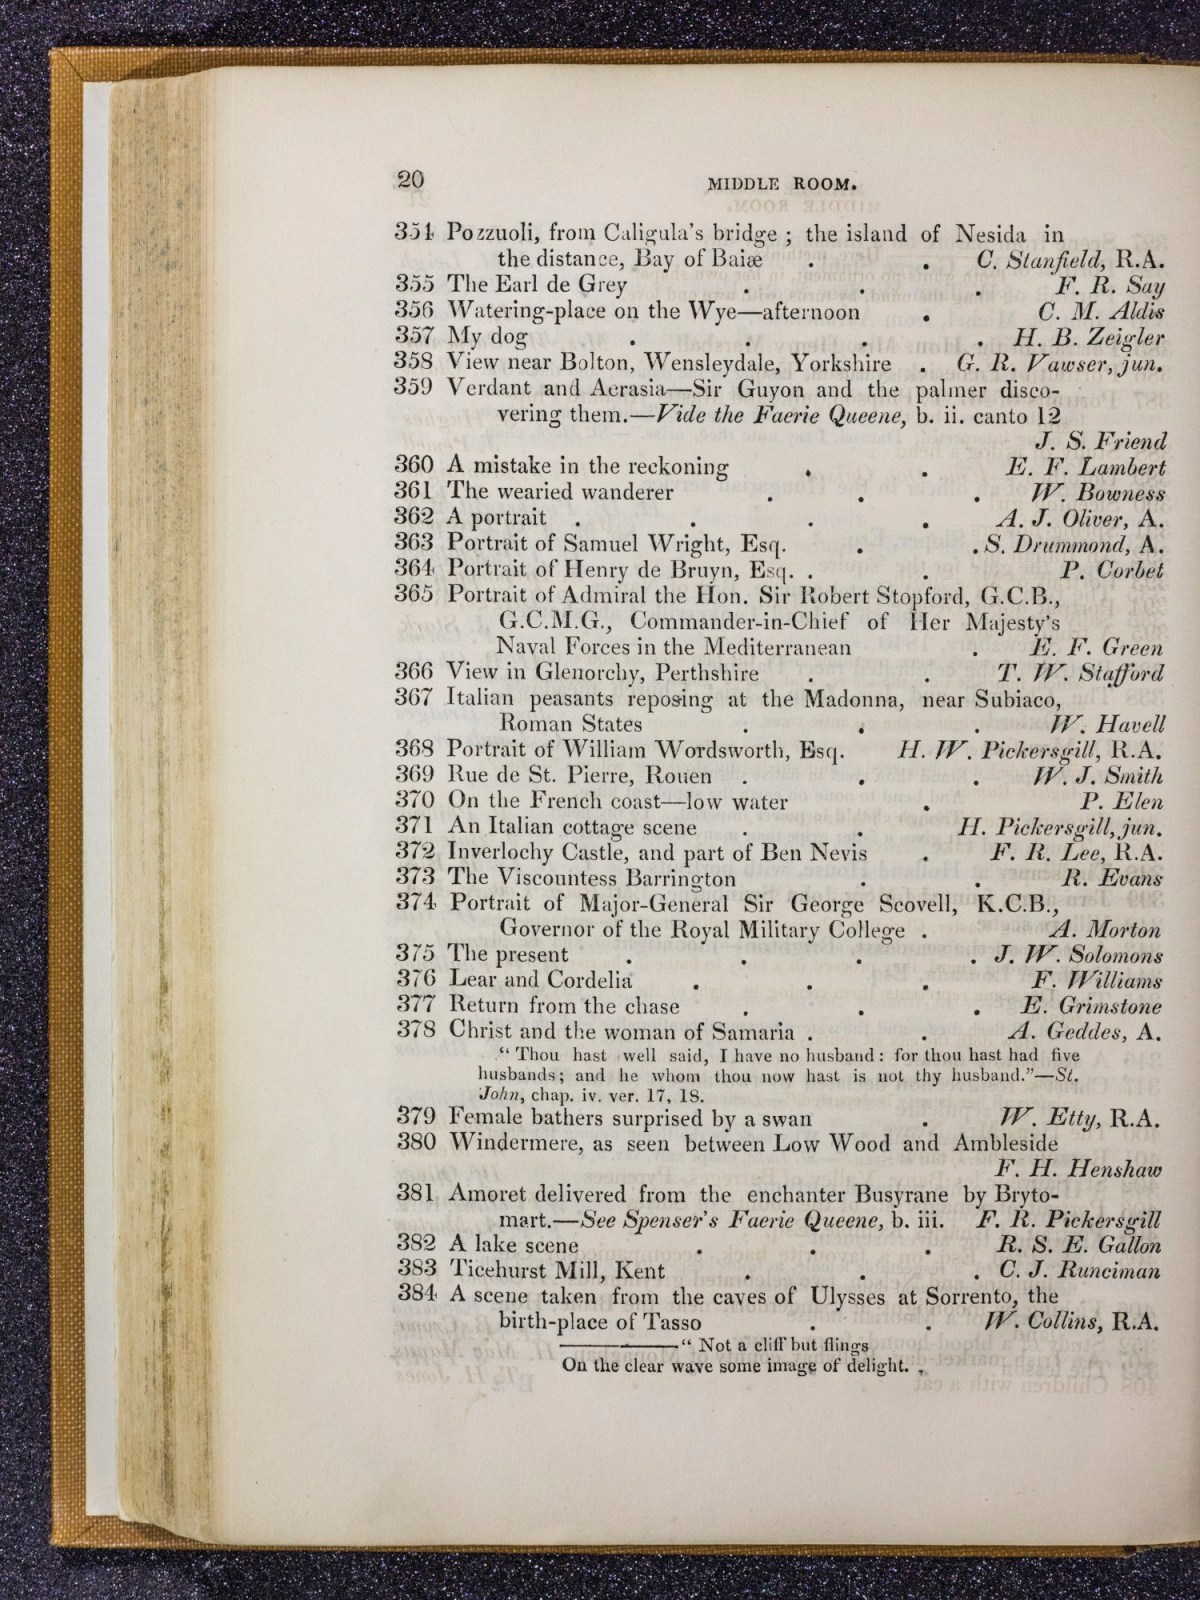 20 MIDDLE ROOM.
354 Pozzuoli, from Caligula's bridge ; the island of Nesida in
the distance, Bay of Baiæ . . C. Stanfield, R.A.
355 The Earl de Grey . . . F. R. Say
356 Watering-place on the Wye—afternoon . C. M. Aldis
357 My dog . . . . H. B. Zeigler
358 View near Bolton, Wensleydale, Yorkshire . G. R. Vawser, jun.
359 Verdant and Acrasia—Sir Guyon and the palmer disco-
vering them.—Vide the Faerie Queene, b. ii. canto 12
J. S. Friend
360 A mistake in the reckoning . . E. F. Lambert
361 The wearied wanderer . . . W. Bowness
362 A portrait . . . . A. J. Oliver, A.
363 Portrait of Samuel Wright, Esq. . . S. Drummond, A.
364 Portrait of Henry de Bruyn, Esq. . . P. Corbet
365 Portrait of Admiral the Hon. Sir Robert Stopford, G.C.B.,
G.C.M.G., Commander-in-Chief of Her Majesty's
Naval Forces in the Mediterranean . E. F. Green
366 View in Glenorchy, Perthshire . . T. W. Stafford
367 Italian peasants reposing at the Madonna, near Subiaco,
Roman States . . . W. Havell
368 Portrait of William Wordsworth, Esq. H. W. Pickersgill, R.A.
369 Rue de St. Pierre, Rouen . . . W. J. Smith
370 On the French coast—low water . P. Elen
371 An Italian cottage scene . . H. Pickersgill, jun.
372 Inverlochy Castle, and part of Ben Nevis . F. R. Lee, R.A.
373 The Viscountess Barrington . . R. Evans
374 Portrait of Major-General Sir George Scovell, K.C.B.,
Governor of the Royal Military College . A. Morton
375 The present . . . . J. W. Solomons
376 Lear and Cordelia . . . F. Williams
377 Return from the chase . . . E. Grimstone
378 Christ and the woman of Samaria . . A. Geddes, A.
“ Thou hast well said, I have no husband : for thou hast had five
husbands ; and he whom thou now hast is not thy husband.”—St.
John, chap. iv. ver. 17, 18.
379 Female bathers surprised by a swan . W. Etty, R.A.
380 Windermere, as seen between Low Wood and Ambleside
F. H. Henshaw
381 Amoret delivered from the enchanter Busyrane by Bryto-
mart.—See Spenser's Faerie Queene, b. iii. F. R. Pickersgill
382 A lake scene . . . R. S. E. Gallon
383 Ticehurst Mill, Kent . . . C. J. Runciman
384 A scene taken from the caves of Ulysses at Sorrento, the
birth-place of Tasso . . W. Collins, R.A.
———“ Not a cliff but flings
On the clear wave some image of delight.